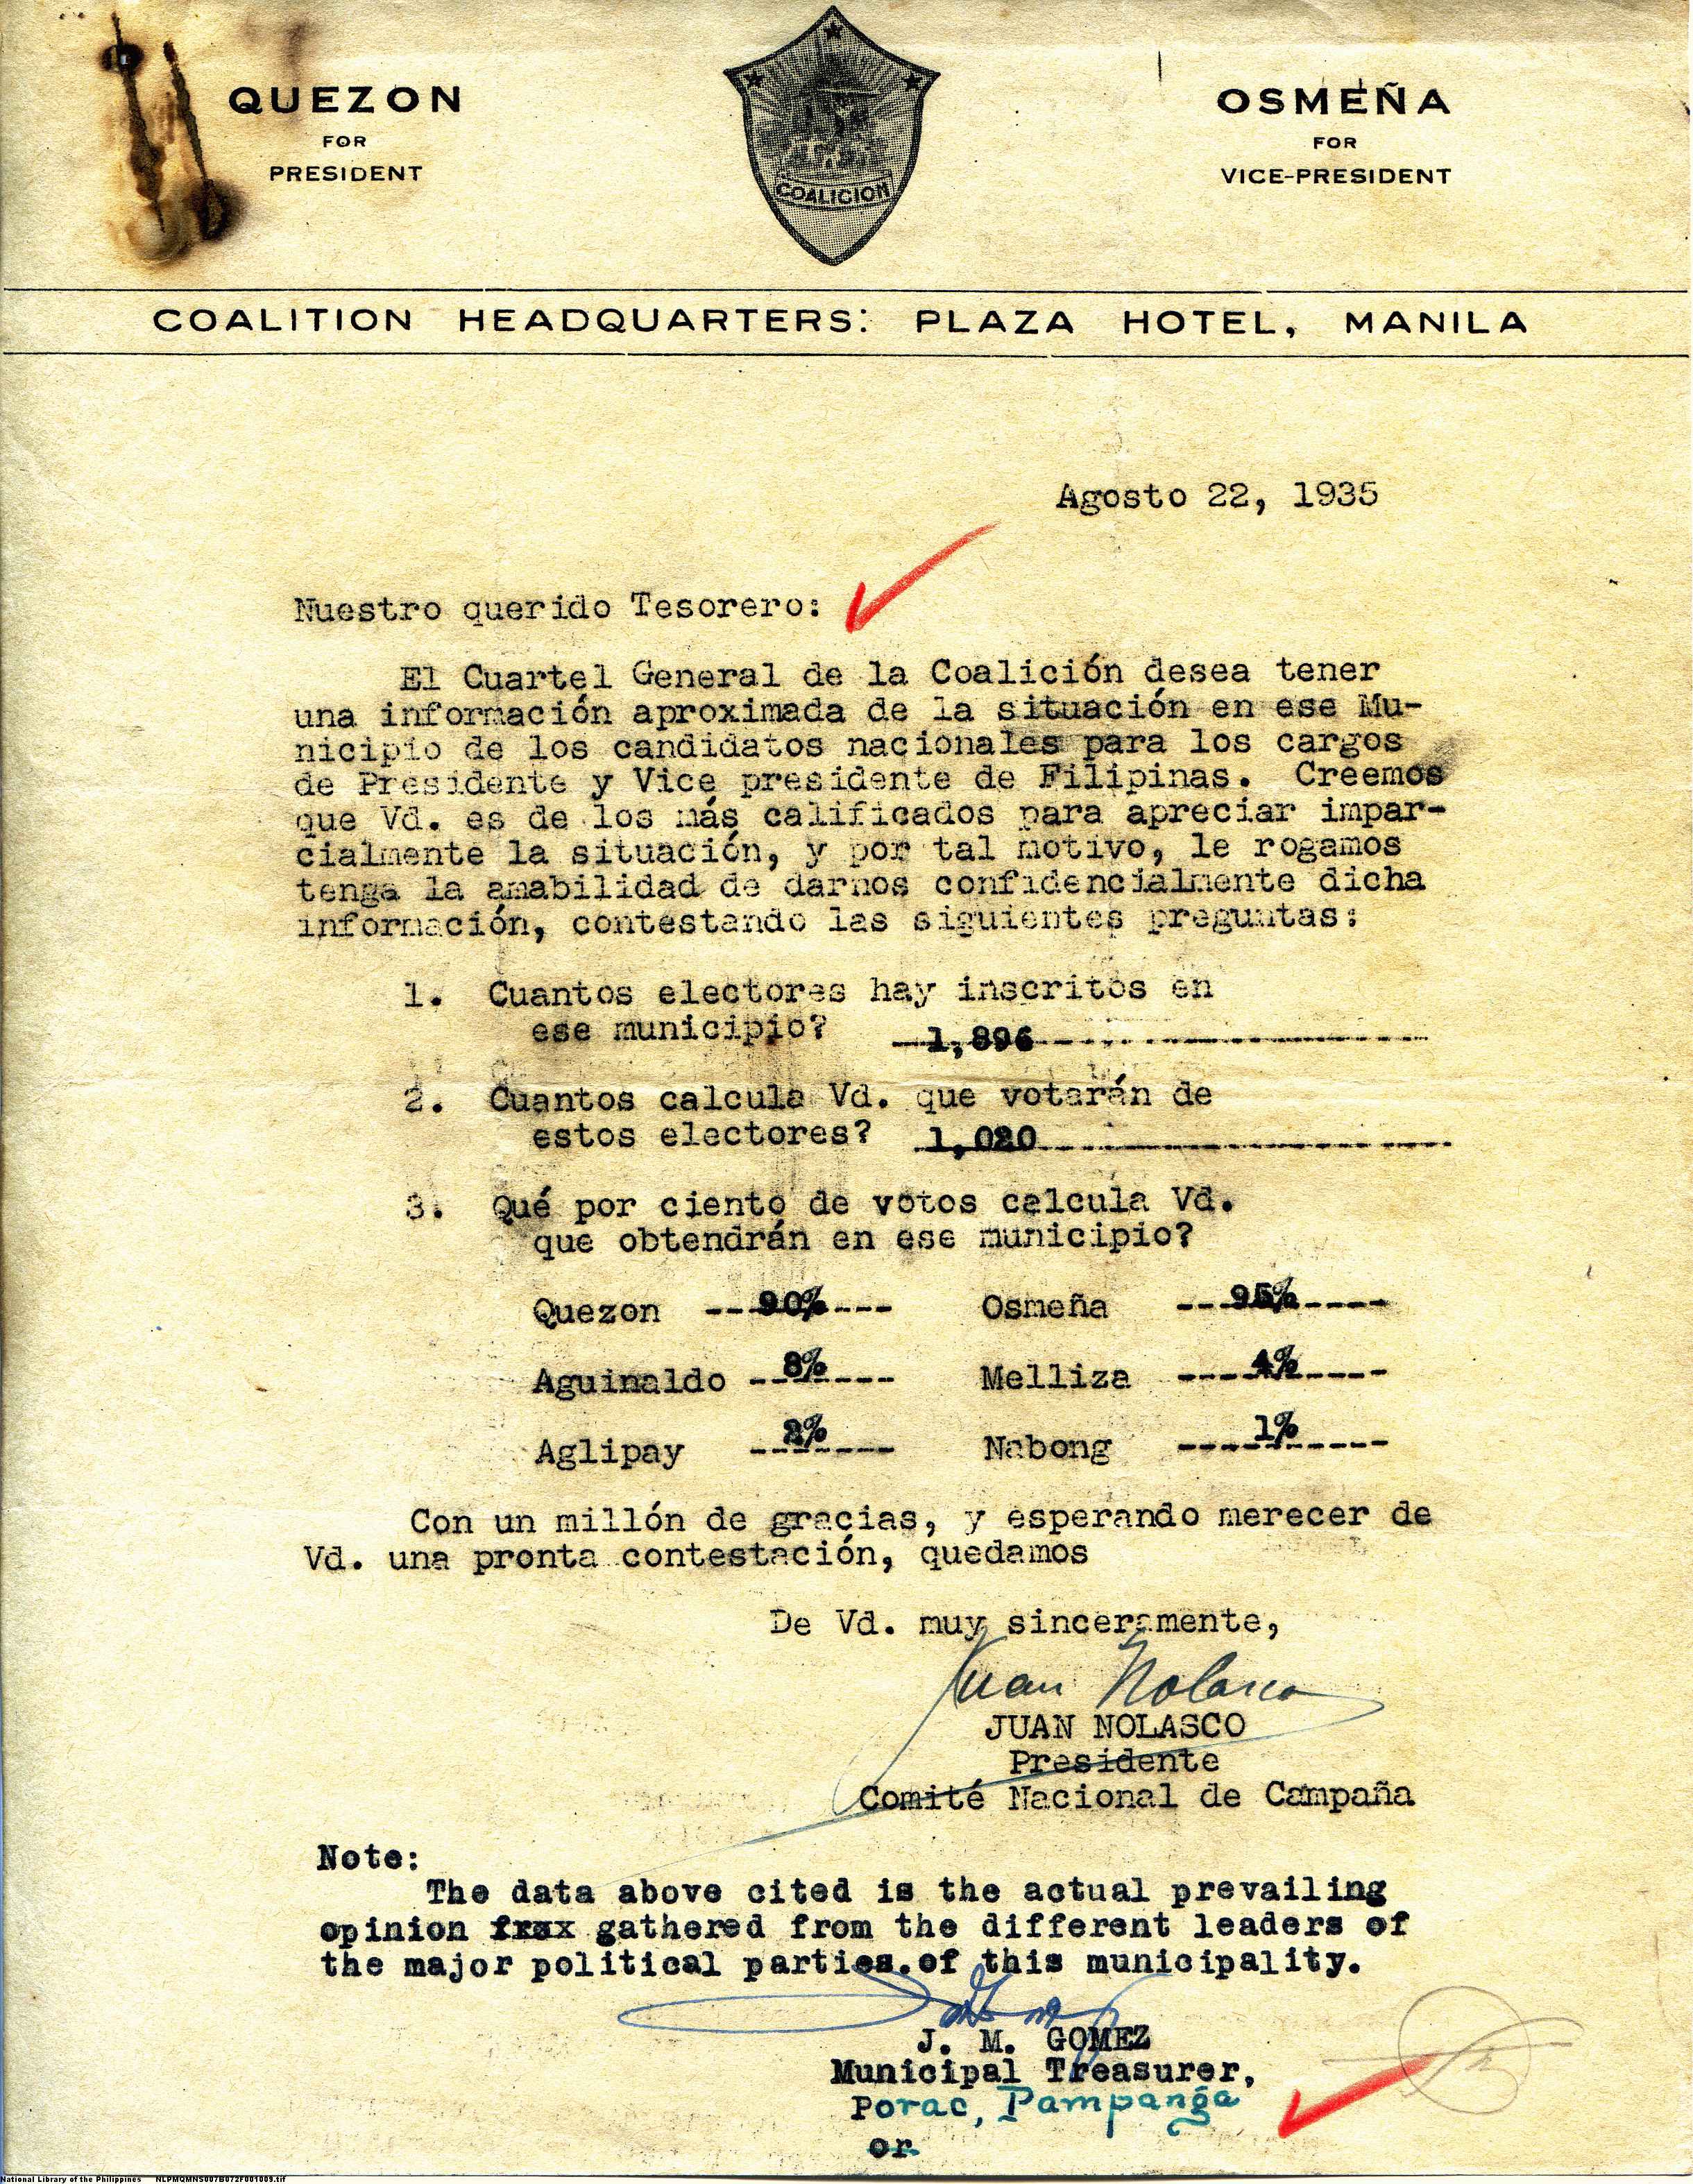 QUEZON
FOR
PRESIDENT
COALICION
OSMEÑA
FOR
VICE-PRESIDENT
COALITION HEADQUARTERS: PLAZA HOTEL, MANILA
Agosto 22, 1935
Nuestro querido Tesorero:
El Cuartel General de la Coalición desea tener
una información aproximada de la situación en ese Mu-
nicipio de los candidatos nacionales para los cargos
de Presidente y Vice presidente de Filipinas. Creemos
que Vd. es de los más calificados para apreciar impar-
cialmente la situación, y por tal motivo, le rogamos
tenga la amabilidad de darnos confidencialmente dicha
información, contestando las siguientes preguntas:
1. Cuantos electores hay inscritos en
ese municipio? 1,896
2. Cuantos calcula Vd. que votarán de
estos electores? 1,020
3. Qué por ciento de votos calcula Vd.
que obtendrán en ese municipio?
Quezon 90% Osmeña 95%
Aguinaldo 8% Melliza 4%
Aglipay 2% Nabong 1%
Con un millón de gracias, y esperando merecer de
Vd. una pronta contestación, quedamos
De Vd. muy sinceramente,
Juan Nolasco
JUAN NOLASCO
Presidente
Comité Nacional de Campaña
Note:
The data above cited is the actual prevailing
opinion gathered from the different leaders of
the major political parties.of this municipality.
J. M. GOMEZ
Municipal Treasurer,
Porac, Pampanga
or
National Library of the Philippines NLPMQMNS007B072F001009.tif